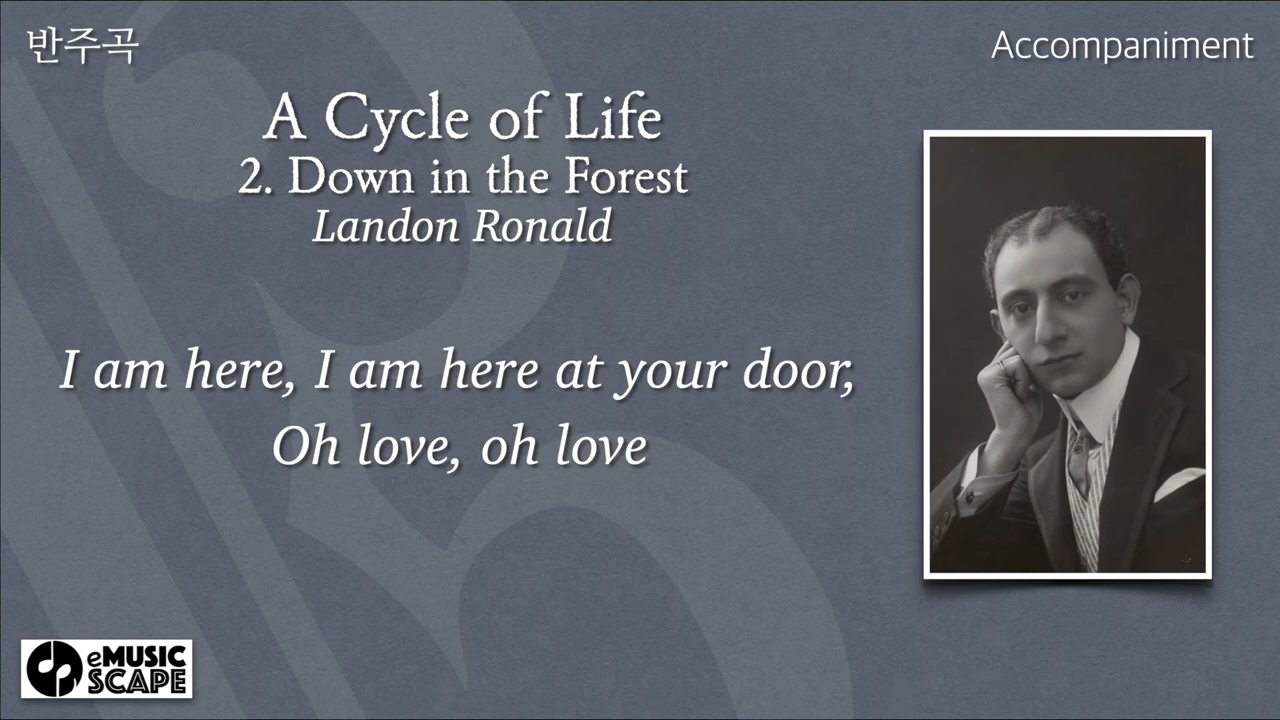 반주곡
Accompaniment
A Cycle of Life
2. Down in the Forest
Landon Ronald
I am here, I am here at your door,
Oh love, oh love
eMUSIC
SCAPE